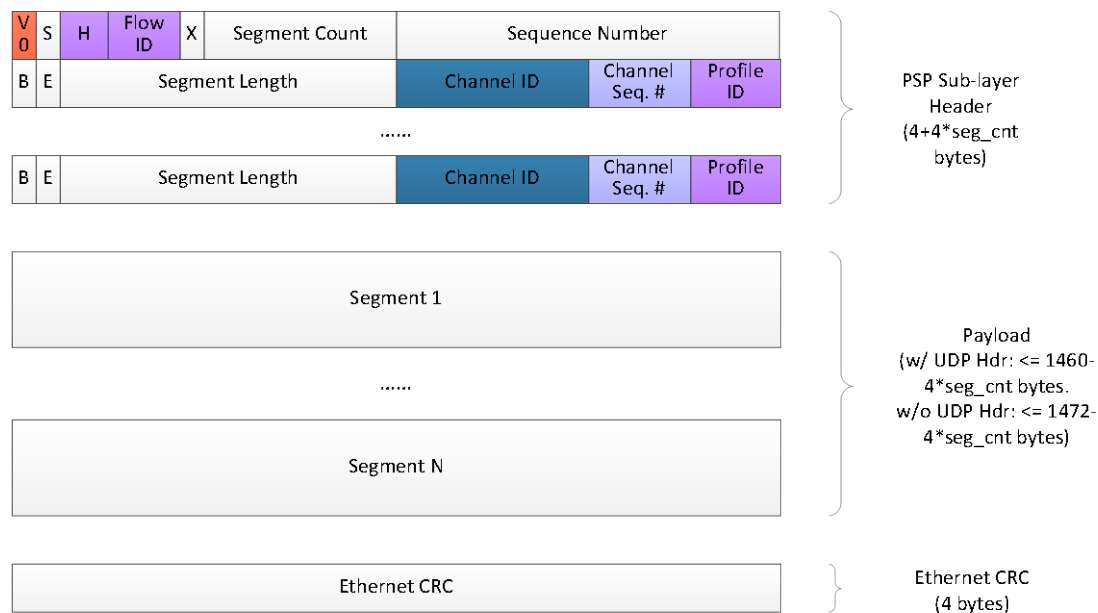 V0 S H Flow ID X Segment Count Sequence Number
B E Segment Length Channel ID Channel Seq. # Profile ID
......
B E Segment Length Channel ID Channel Seq. # Profile ID
PSP Sub-layer
Header
(4+4*seg_cnt
bytes)
Segment 1
......
Segment N
Payload
(w/ UDP Hdr: <= 1460-
4*seg_cnt bytes.
w/o UDP Hdr: <= 1472-
4*seg_cnt bytes)
Ethernet CRC
Ethernet CRC
(4 bytes)